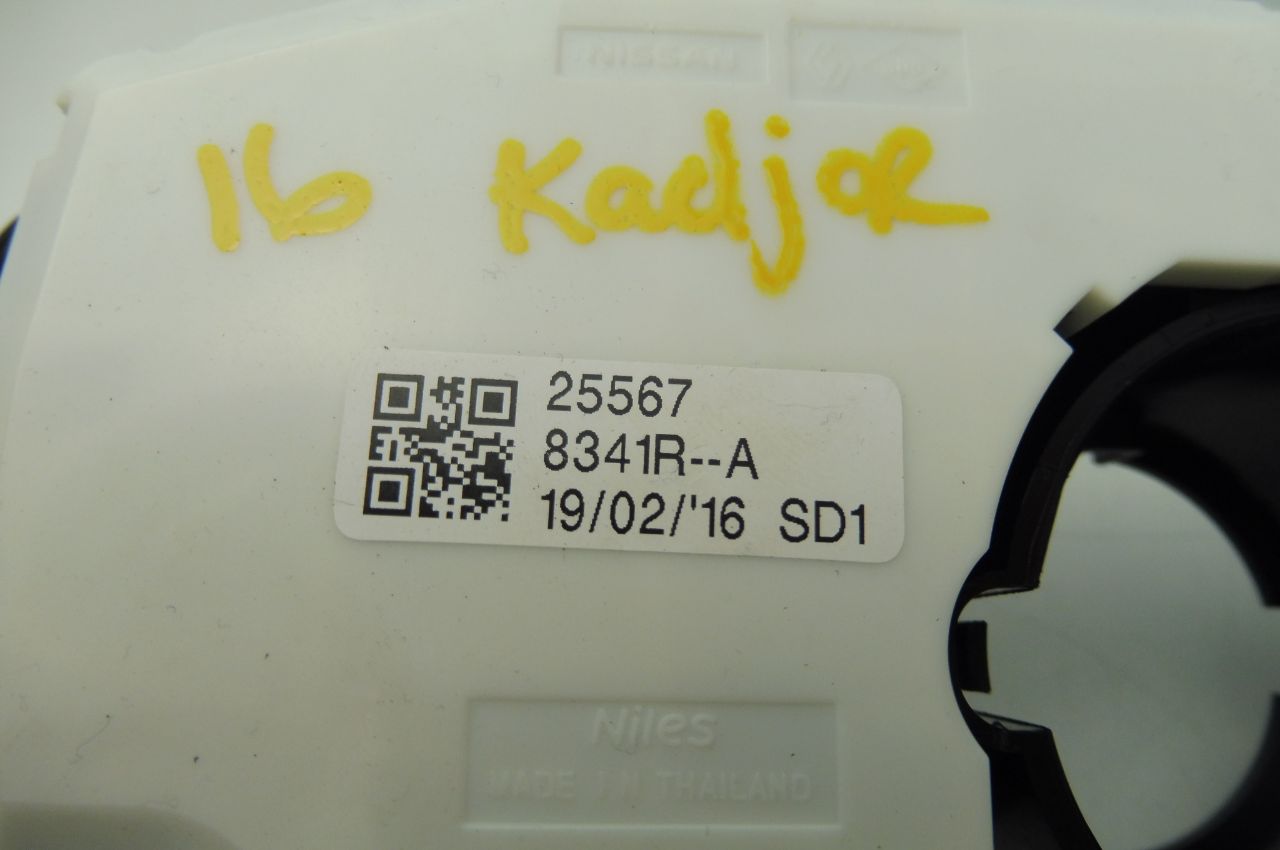 NISSAN
16 Kadjar
25567
8341R--A
19/02/'16 SD1
Niles
MADE IN THAILAND